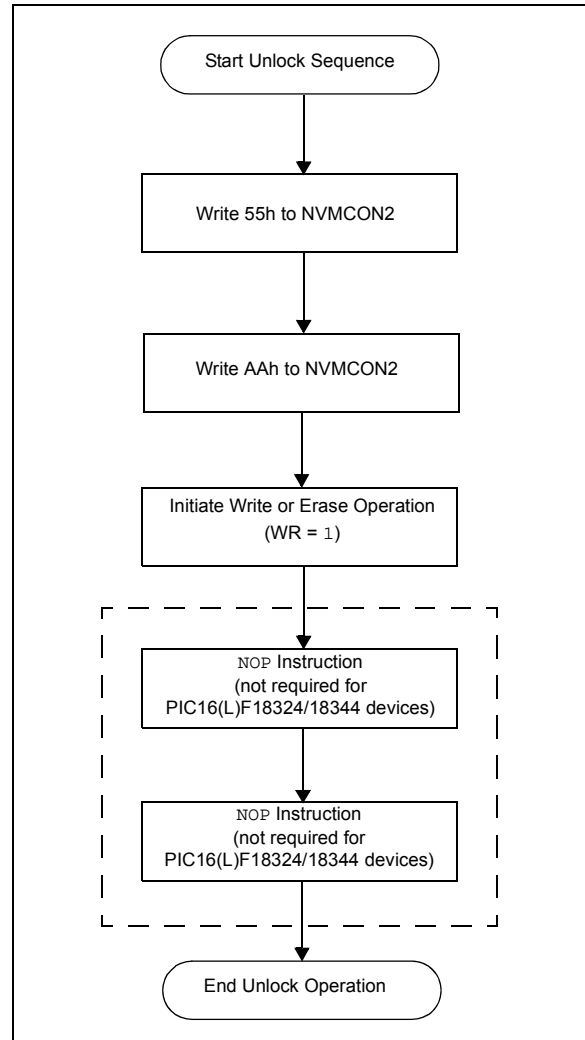 Start Unlock Sequence
Write 55h to NVMCON2
Write AAh to NVMCON2
Initiate Write or Erase Operation
(WR = 1)
NOP Instruction
(not required for
PIC16(L)F18324/18344 devices)
NOP Instruction
(not required for
PIC16(L)F18324/18344 devices)
End Unlock Operation